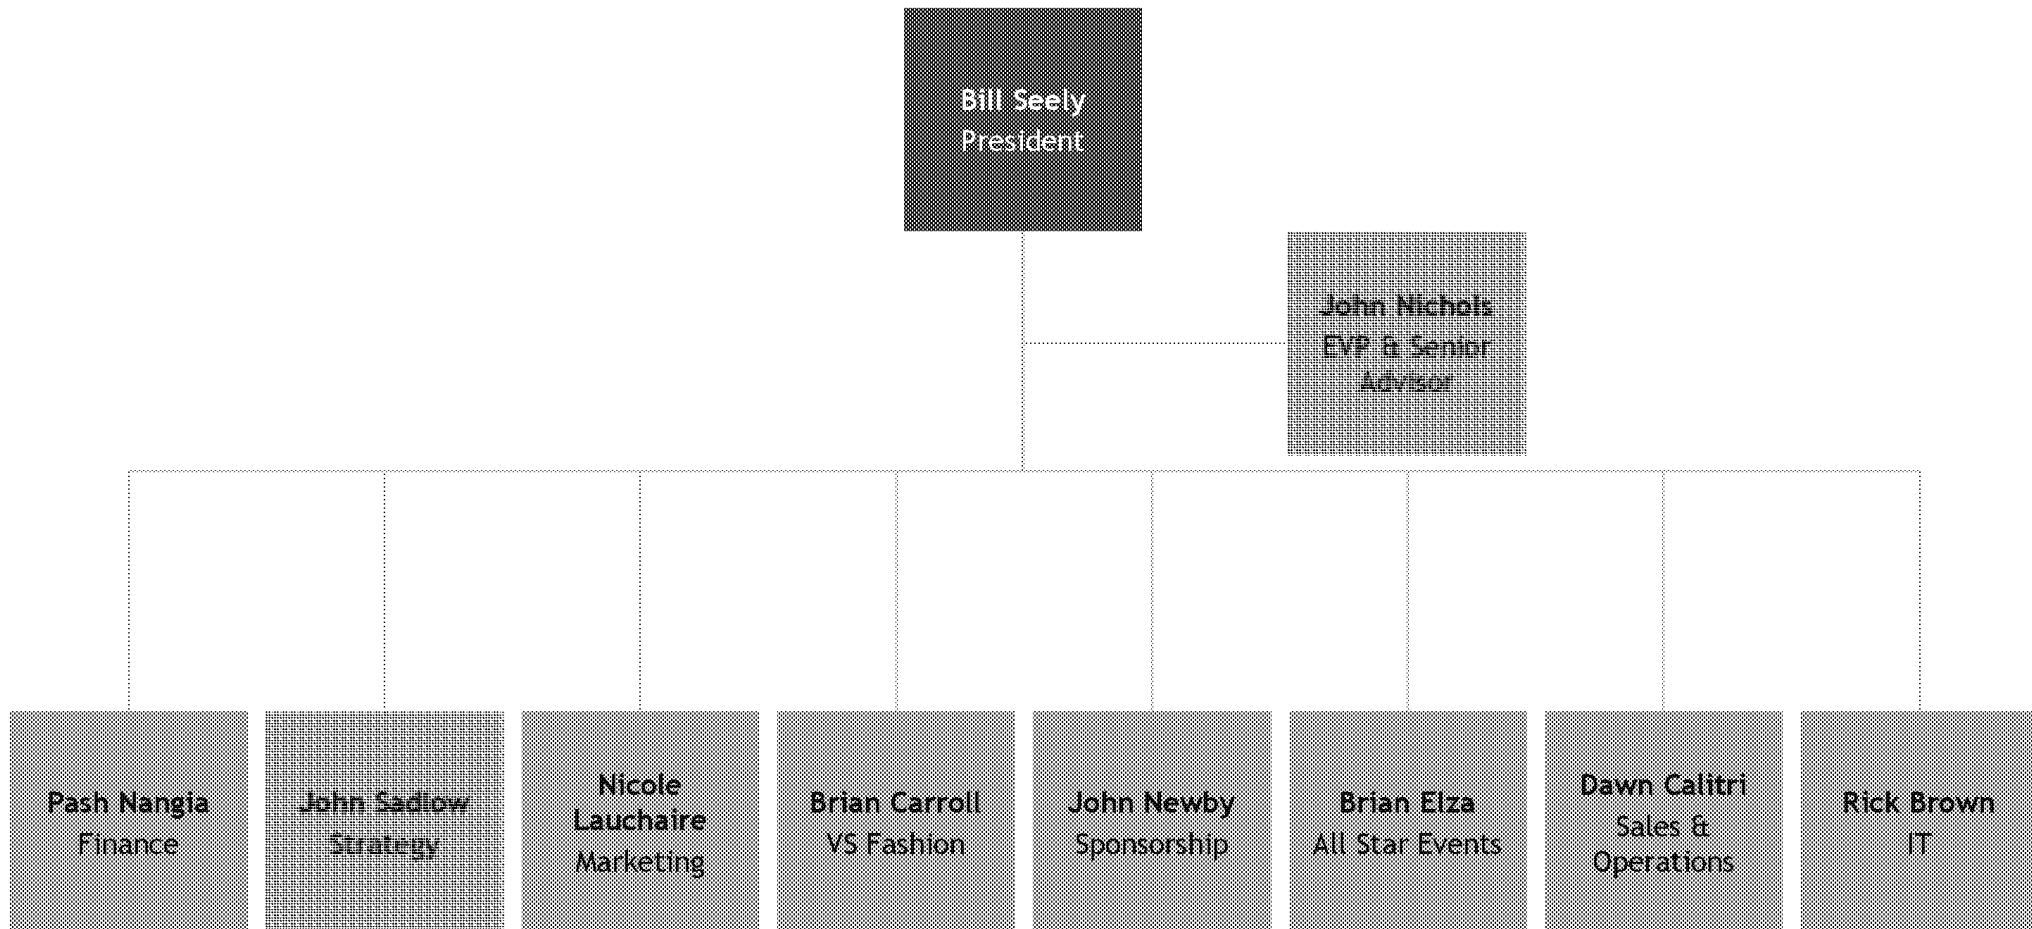 Bill Seely
President
John Nichols
EVP & Senior
Advisor
Pash Nangia
Finance
John Sadlow
Strategy
Nicole
Lauchaire
Marketing
Brian Carroll
VS Fashion
John Newby
Sponsorship
Brian Elza
All Star Events
Dawn Calitri
Sales &
Operations
Rick Brown
IT